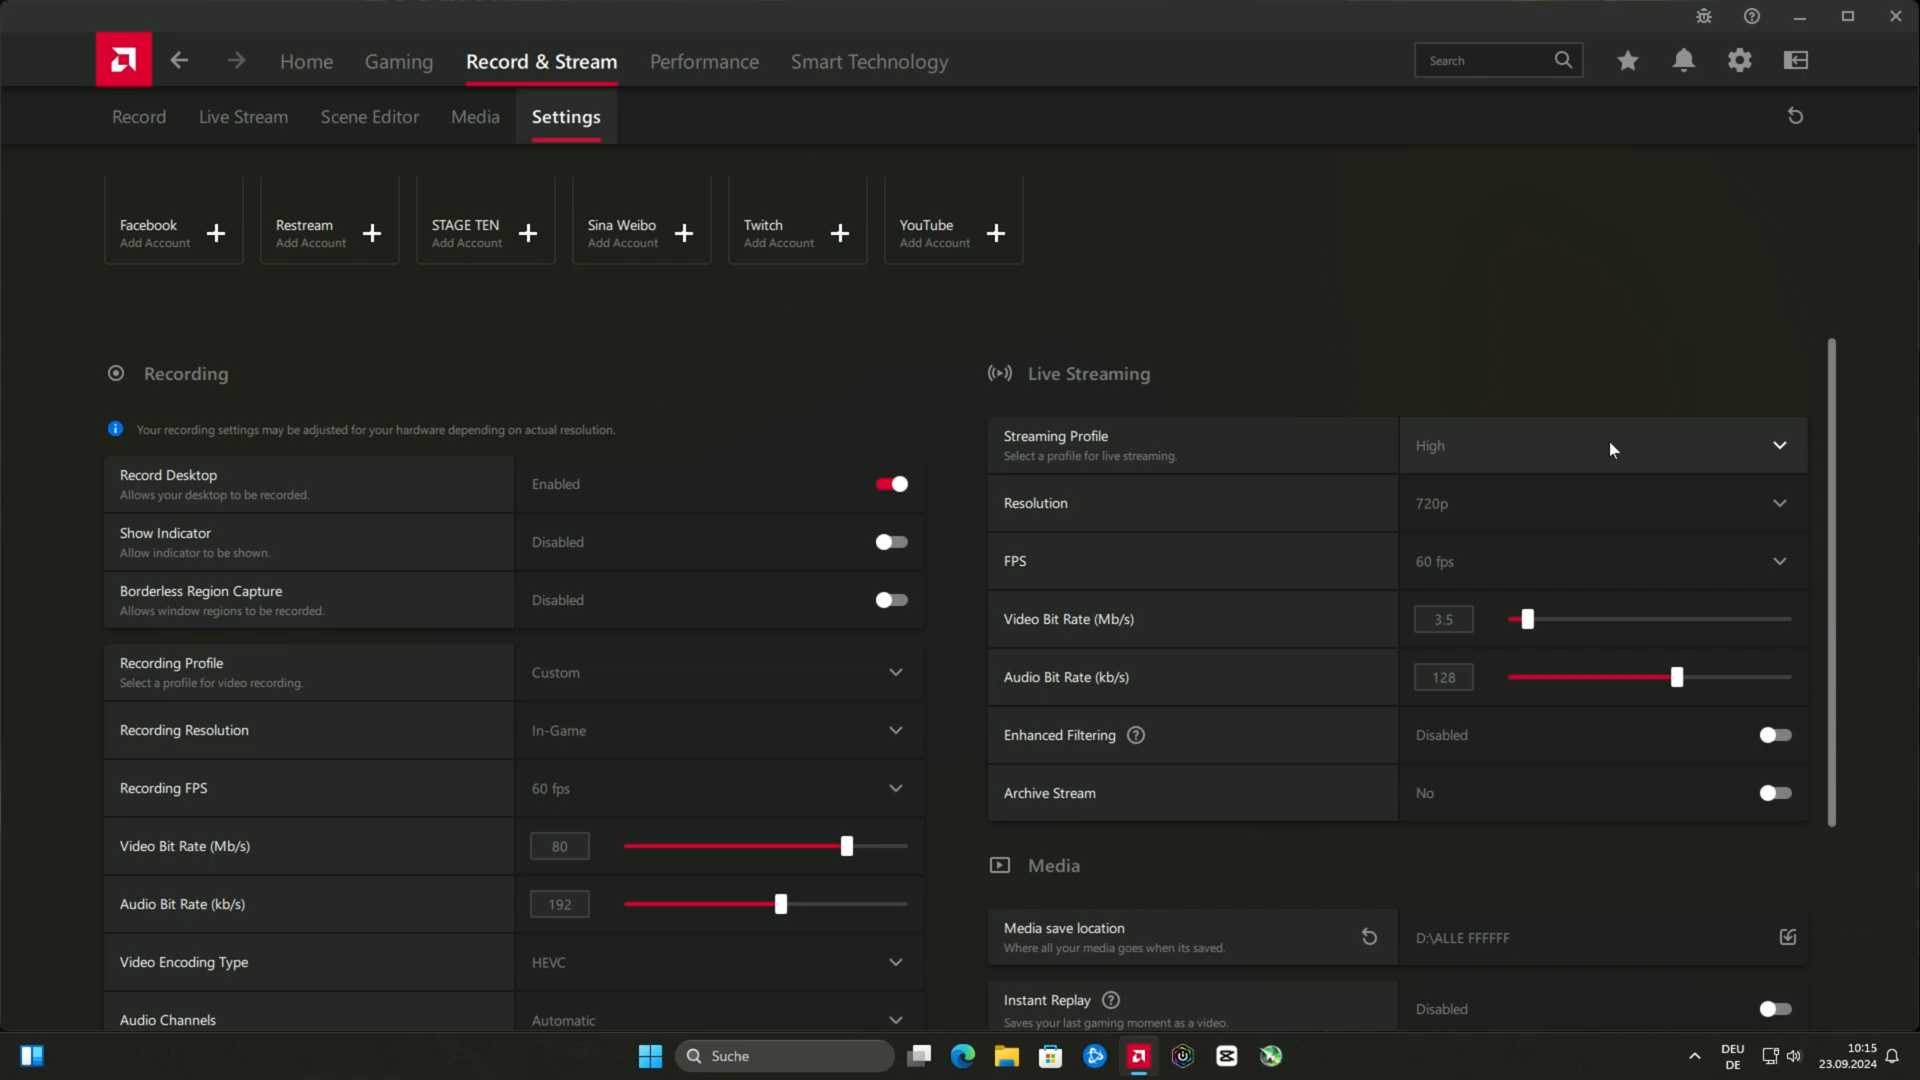 Home Gaming Record & Stream Performance Smart Technology Search
Record Live Stream Scene Editor Media Settings
Facebook
Add Account
Restream
Add Account
STAGE TEN
Add Account
Sina Weibo
Add Account
Twitch
Add Account
YouTube
Add Account
Recording
Your recording settings may be adjusted for your hardware depending on actual resolution.
Record Desktop
Allows your desktop to be recorded.
Enabled
Show Indicator
Allow indicator to be shown.
Disabled
Borderless Region Capture
Allows window regions to be recorded.
Disabled
Recording Profile
Select a profile for video recording.
Custom
Recording Resolution
In-Game
Recording FPS
60 fps
Video Bit Rate (Mb/s)
80
Audio Bit Rate (kb/s)
192
Video Encoding Type
HEVC
Audio Channels
Automatic
Live Streaming
Streaming Profile
Select a profile for live streaming.
High
Resolution
720p
FPS
60 fps
Video Bit Rate (Mb/s)
3.5
Audio Bit Rate (kb/s)
128
Enhanced Filtering
Disabled
Archive Stream
No
Media
Media save location
Where all your media goes when its saved.
D:\ALLE FFFFFF
Instant Replay
Saves your last gaming moment as a video.
Disabled
Suche
DEU
DE
10:15
23.09.2024